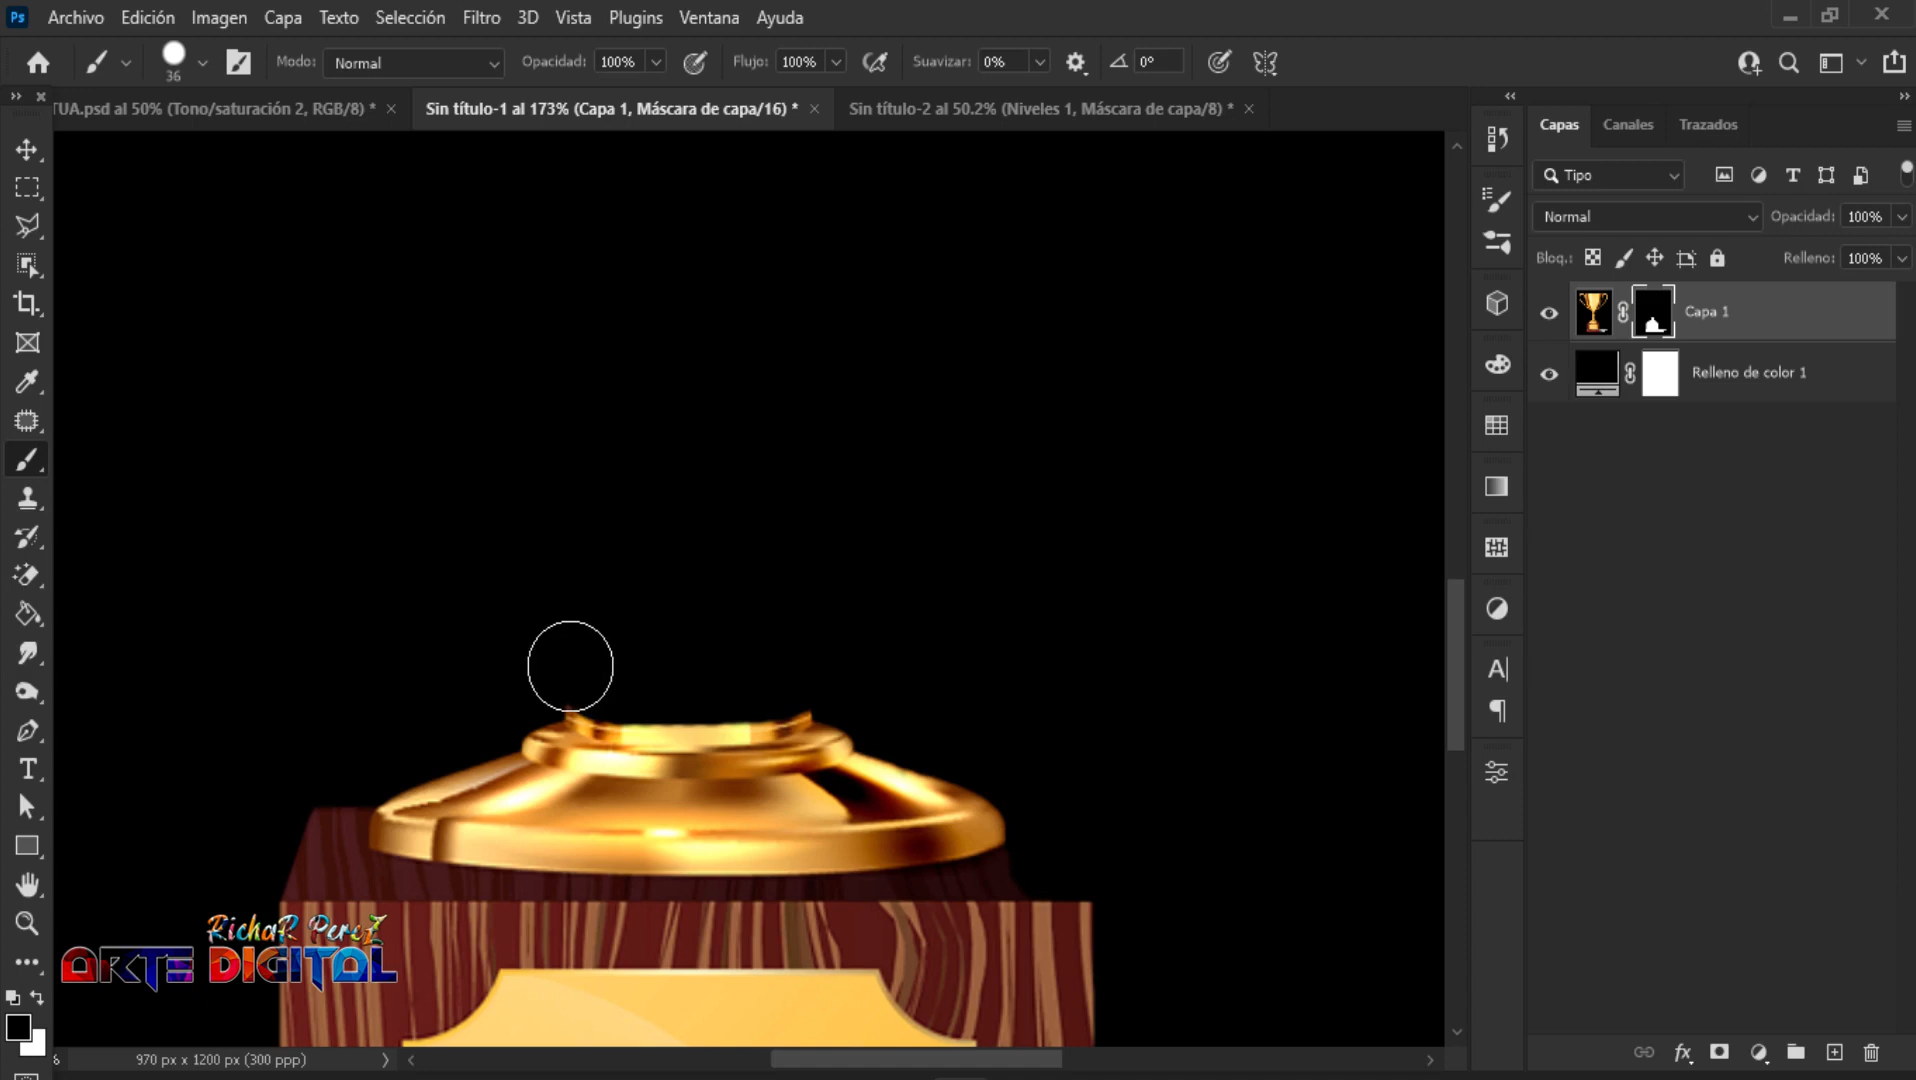 Ps Archivo Edición Imagen Capa Texto Selección Filtro 3D Vista Plugins Ventana Ayuda
36 Modo: Normal Opacidad: 100% Flujo: 100% Suavizar: 0% 0°
TUA.psd al 50% (Tono/saturación 2, RGB/8) * Sin título-1 al 173% (Capa 1, Máscara de capa/16) * Sin título-2 al 50.2% (Niveles 1, Máscara de capa/8) *
Capas Canales Trazados
Tipo
Normal Opacidad: 100%
Bloq.: Relleno: 100%
Capa 1
Relleno de color 1
RichaR PereZ
ARTE DIGITAL
970 px x 1200 px (300 ppp)